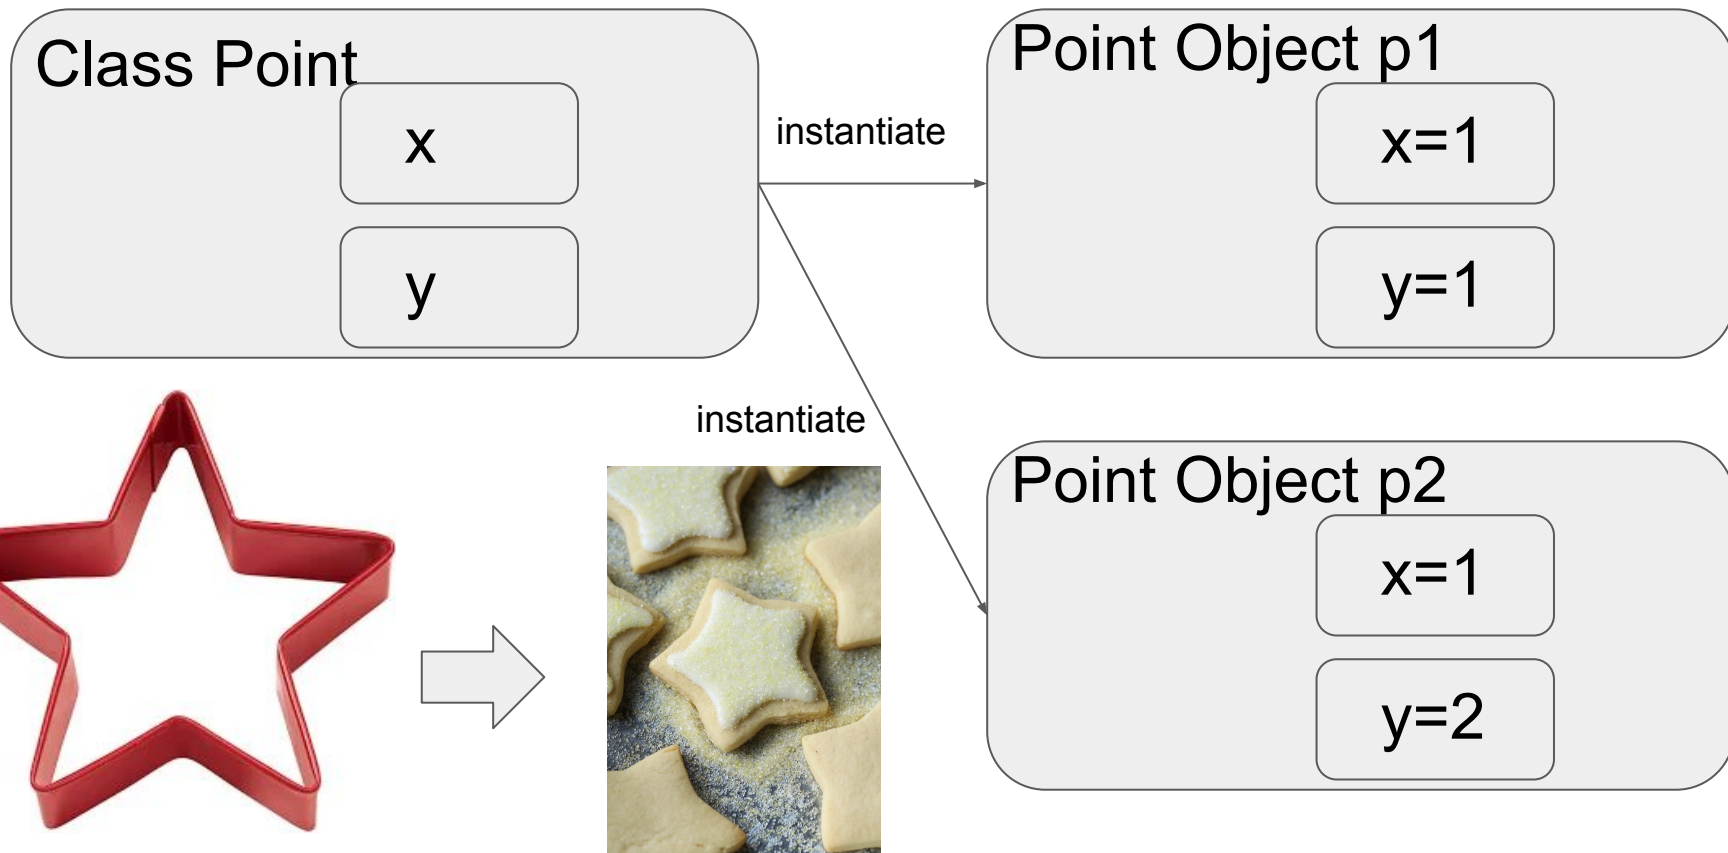 Class Point
x
y
instantiate
Point Object p1
x=1
y=1
instantiate
Point Object p2
x=1
y=2